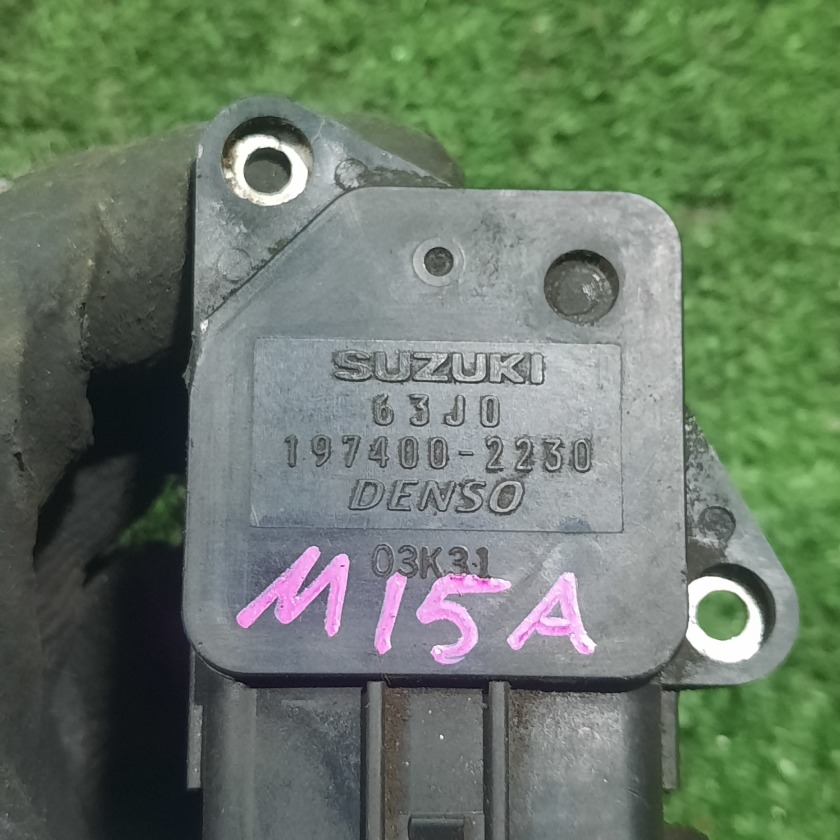 SUZUKI
63J0
197400-2230
DENSO
03K31
M15A